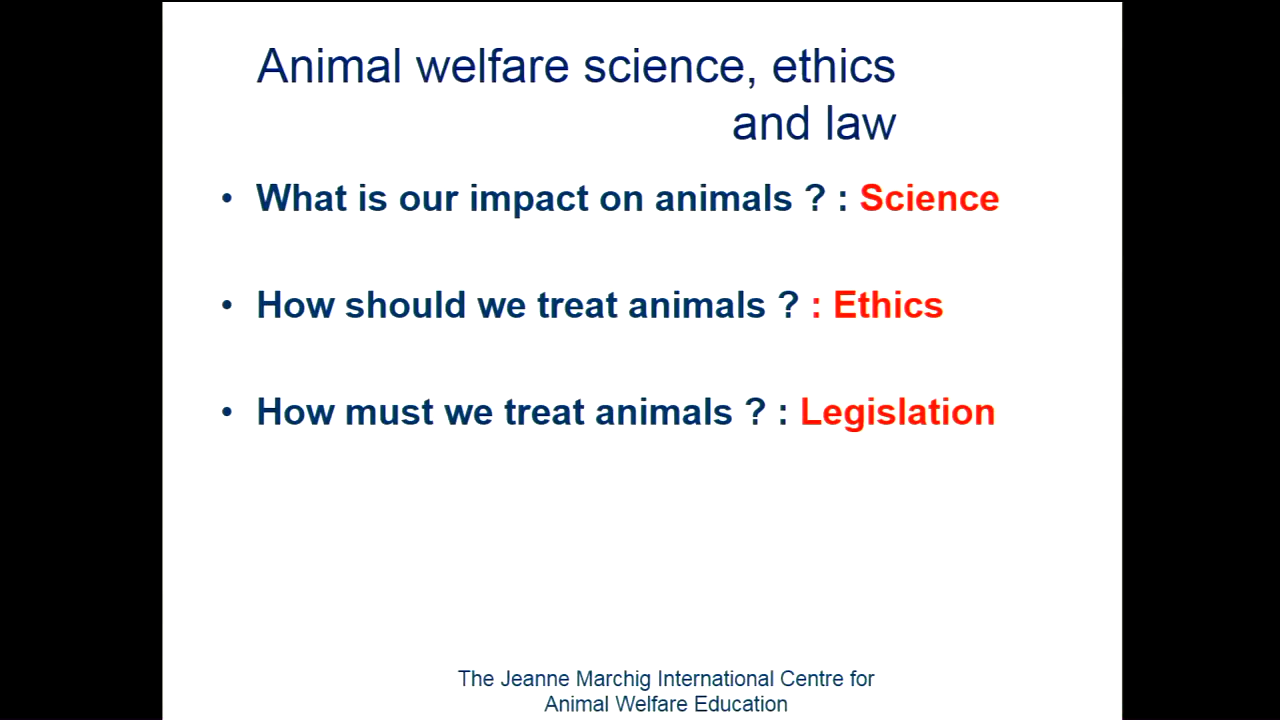 Animal welfare science, ethics
and law
• What is our impact on animals ? : Science
• How should we treat animals ? : Ethics
• How must we treat animals ? : Legislation
The Jeanne Marchig International Centre for
Animal Welfare Education